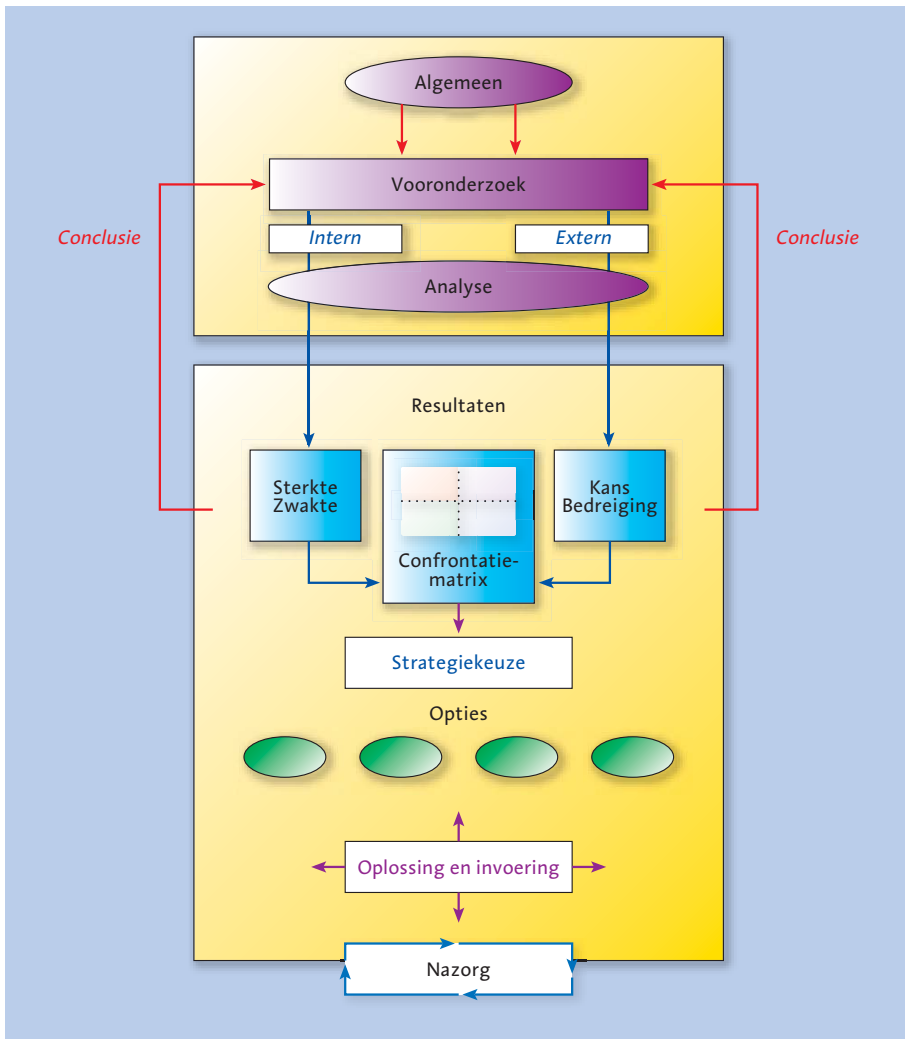 Algemeen
Vooronderzoek
Conclusie
Intern
Extern
Conclusie
Analyse
Resultaten
Sterkte
Zwakte
Kans
Bedreiging
Confrontatie-
matrix
Strategiekeuze
Opties
Oplossing en invoering
Nazorg